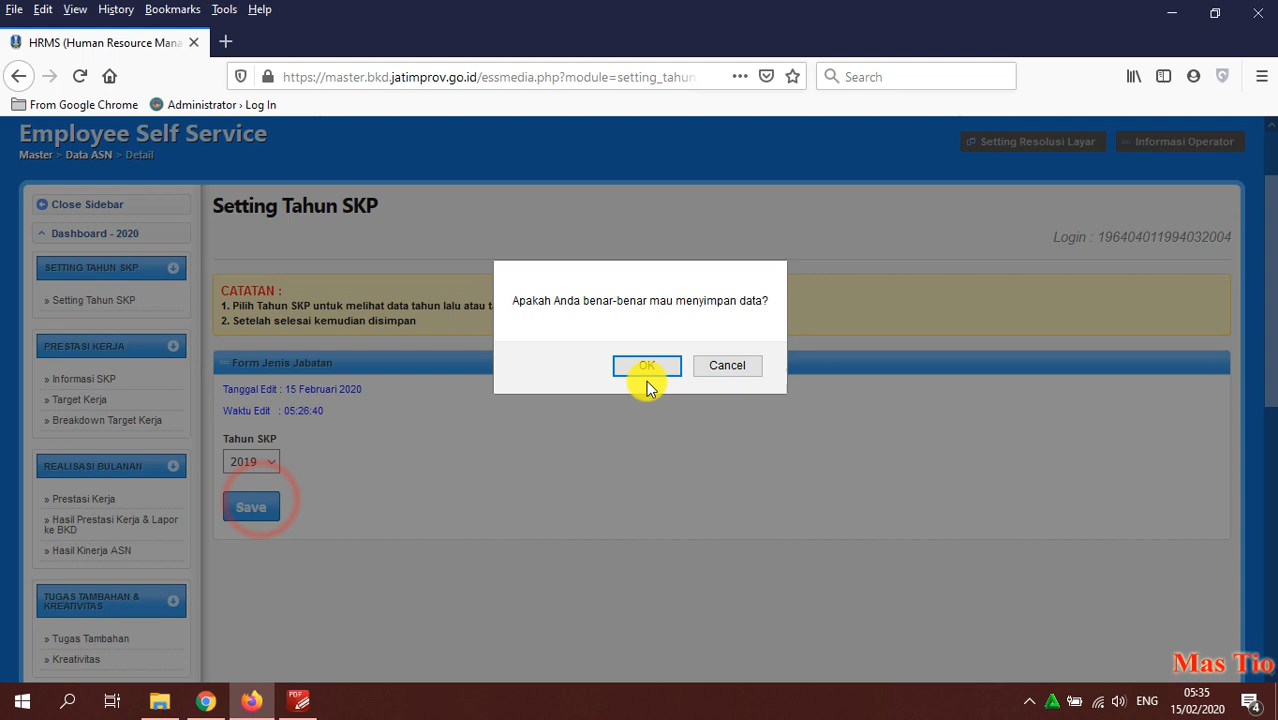 File Edit View History Bookmarks Tools Help
HRMS (Human Resource Mana
https://master.bkd.jatimprov.go.id/essmedia.php?module=setting_tahun
Search
From Google Chrome
Administrator › Log In
Employee Self Service
Master > Data ASN > Detail
Setting Resolusi Layar
Informasi Operator
Close Sidebar
Dashboard - 2020
SETTING TAHUN SKP
» Setting Tahun SKP
PRESTASI KERJA
» Informasi SKP
» Target Kerja
» Breakdown Target Kerja
REALISASI BULANAN
» Prestasi Kerja
» Hasil Prestasi Kerja & Lapor
ke BKD
» Hasil Kinerja ASN
TUGAS TAMBAHAN &
KREATIVITAS
» Tugas Tambahan
» Kreativitas
Setting Tahun SKP
Login : 196404011994032004
CATATAN :
1. Pilih Tahun SKP untuk melihat data tahun lalu atau ta
2. Setelah selesai kemudian disimpan
Form Jenis Jabatan
Tanggal Edit : 15 Februari 2020
Waktu Edit : 05:26:40
Tahun SKP
2019
Save
Apakah Anda benar-benar mau menyimpan data?
OK
Cancel
Mas Tio
PDF
ENG
05:35
15/02/2020
4